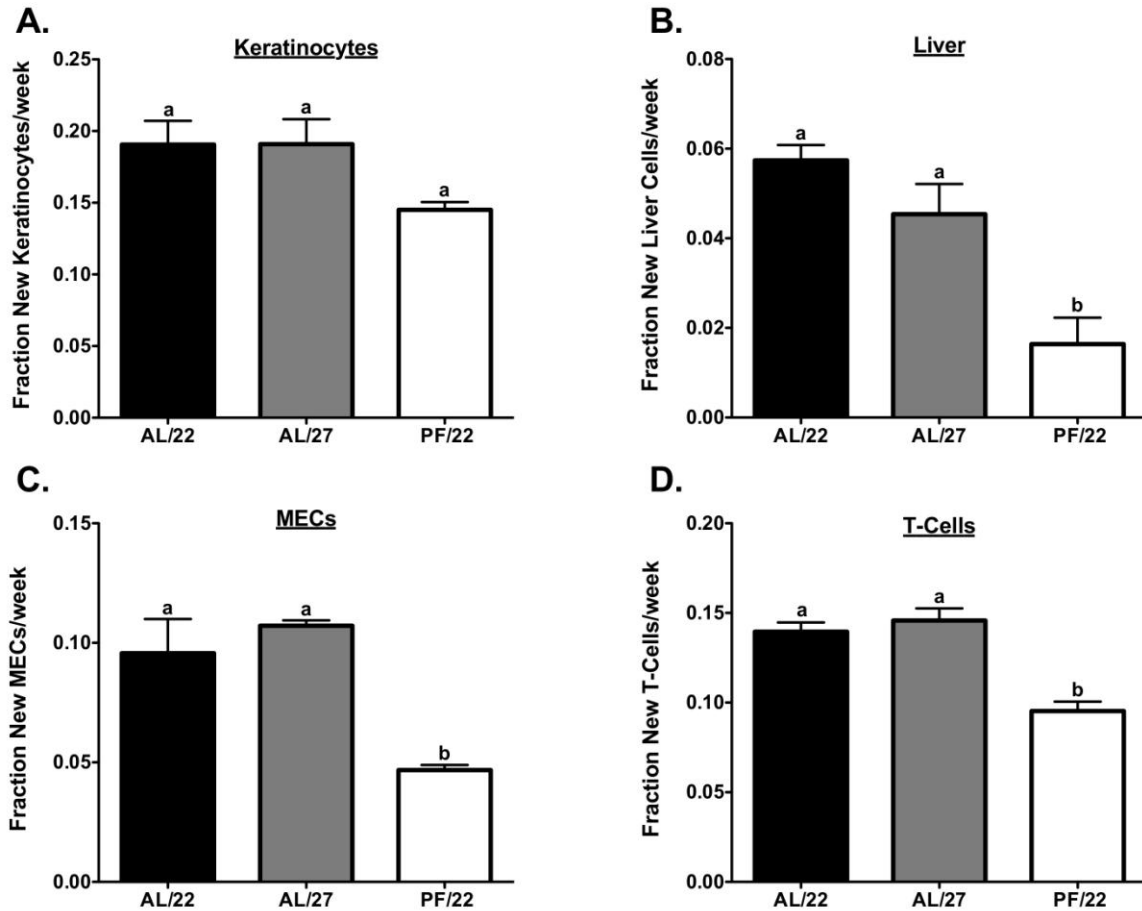 A.
Keratinocytes
Fraction New Keratinocytes/week
0.25
0.20
0.15
0.10
0.05
0.00
a
a
a
AL/22 AL/27 PF/22
B.
Liver
Fraction New Liver Cells/week
0.08
0.06
0.04
0.02
0.00
a
a
b
AL/22 AL/27 PF/22
C.
MECs
Fraction New MECs/week
0.15
0.10
0.05
0.00
a
a
b
AL/22 AL/27 PF/22
D.
T-Cells
Fraction New T-Cells/week
0.20
0.15
0.10
0.05
0.00
a
a
b
AL/22 AL/27 PF/22